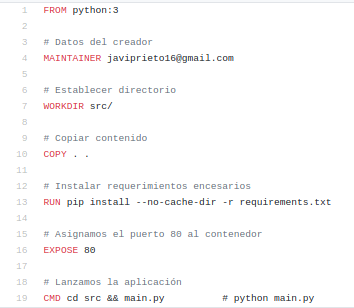 1 FROM python:3
2
3 # Datos del creador
4 MAINTAINER javiprieto16@gmail.com
5
6 # Establecer directorio
7 WORKDIR src/
8
9 # Copiar contenido
10 COPY . .
11
12 # Instalar requerimientos encesarios
13 RUN pip install --no-cache-dir -r requirements.txt
14
15 # Asignamos el puerto 80 al contenedor
16 EXPOSE 80
17
18 # Lanzamos la aplicación
19 CMD cd src && main.py # python main.py